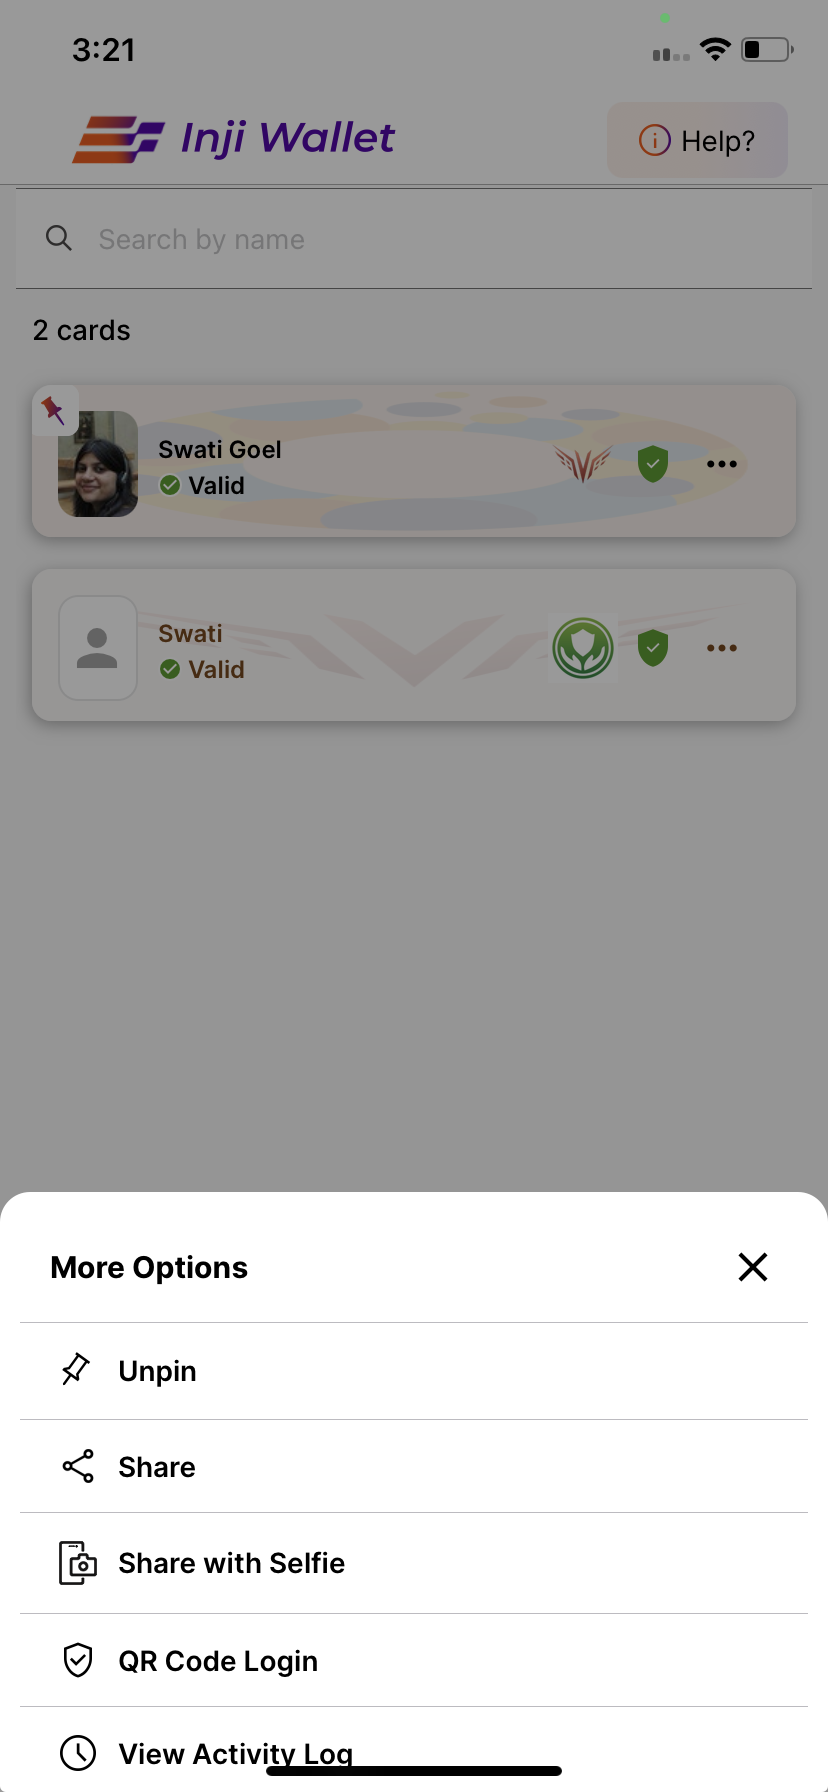 3:21
Inji Wallet
Help?
Search by name
2 cards
Swati Goel
Valid
Swati
Valid
More Options
Unpin
Share
Share with Selfie
QR Code Login
View Activity Log